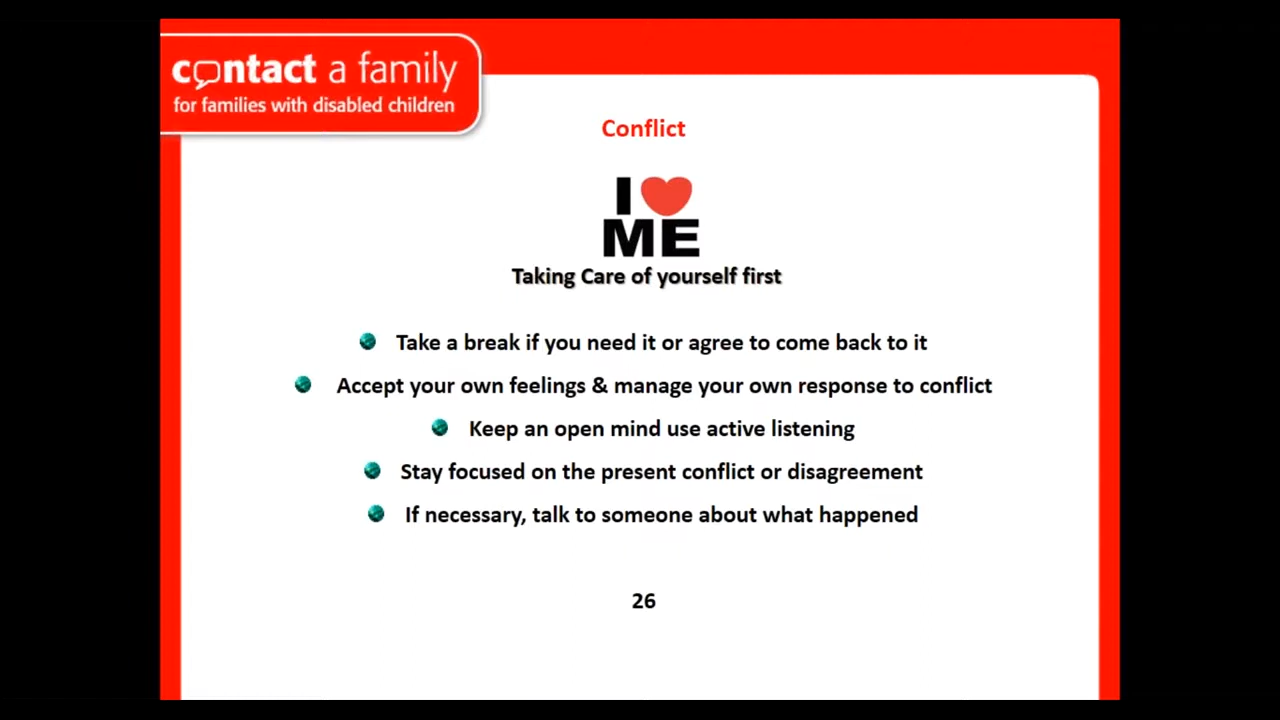 contact a family
for families with disabled children
Conflict
I
ME
Taking Care of yourself first
Take a break if you need it or agree to come back to it
Accept your own feelings & manage your own response to conflict
Keep an open mind use active listening
Stay focused on the present conflict or disagreement
If necessary, talk to someone about what happened
26